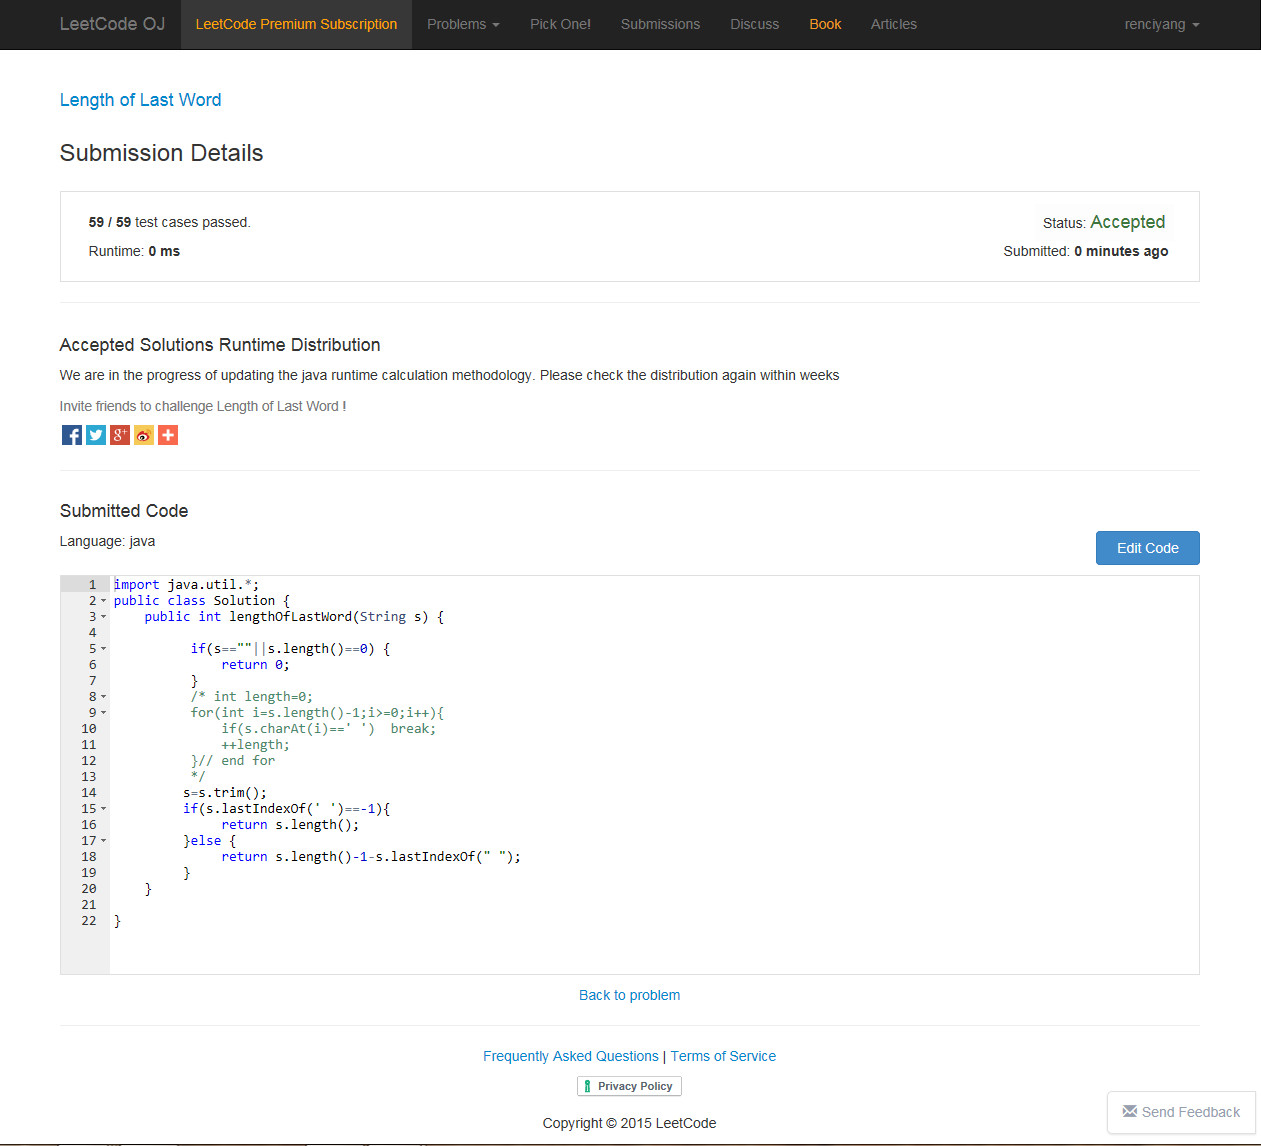 LeetCode OJ LeetCode Premium Subscription Problems Pick One! Submissions Discuss Book Articles renciyang
Length of Last Word
Submission Details
59 / 59 test cases passed. Status: Accepted
Runtime: 0 ms Submitted: 0 minutes ago
Accepted Solutions Runtime Distribution
We are in the progress of updating the java runtime calculation methodology. Please check the distribution again within weeks
Invite friends to challenge Length of Last Word !
Submitted Code
Language: java
Edit Code
1 import java.util.*;
2 public class Solution {
3 public int lengthOfLastWord(String s) {
4
5 if(s==""||s.length()==0) {
6 return 0;
7 }
8 /* int length=0;
9 for(int i=s.length()-1;i>=0;i++){
10 if(s.charAt(i)==' ') break;
11 ++length;
12 }// end for
13 */
14 s=s.trim();
15 if(s.lastIndexOf(' ')==-1){
16 return s.length();
17 }else {
18 return s.length()-1-s.lastIndexOf(" ");
19 }
20 }
21
22 }
Back to problem
Frequently Asked Questions | Terms of Service
Privacy Policy
Send Feedback
Copyright © 2015 LeetCode